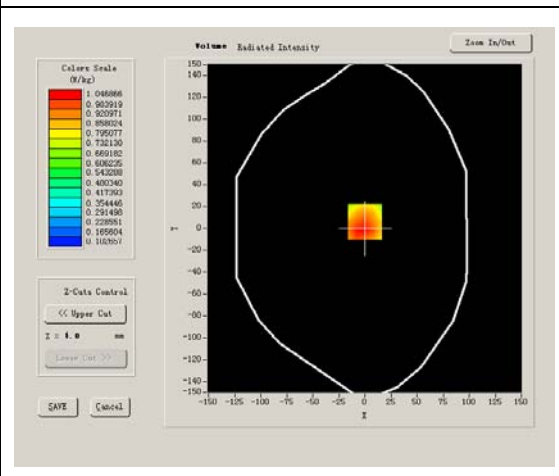 Volume Radiated Intensity
Zoom In/Out
Colors Scale
(W/kg)
1.046866
0.983919
0.920971
0.858024
0.795077
0.732130
0.669182
0.606235
0.543288
0.480340
0.417393
0.354446
0.291498
0.228551
0.165604
0.102657
Z-Cuts Control
<< Upper Cut
Z = 4.0 mm
Lower Cut >>
SAVE
Cancel
150
140
120
100
80
60
40
20
0
-20
-40
-60
-80
-100
-120
-140
-150
Y
-150 -125 -100 -75 -50 -25 0 25 50 75 100 125 150
X